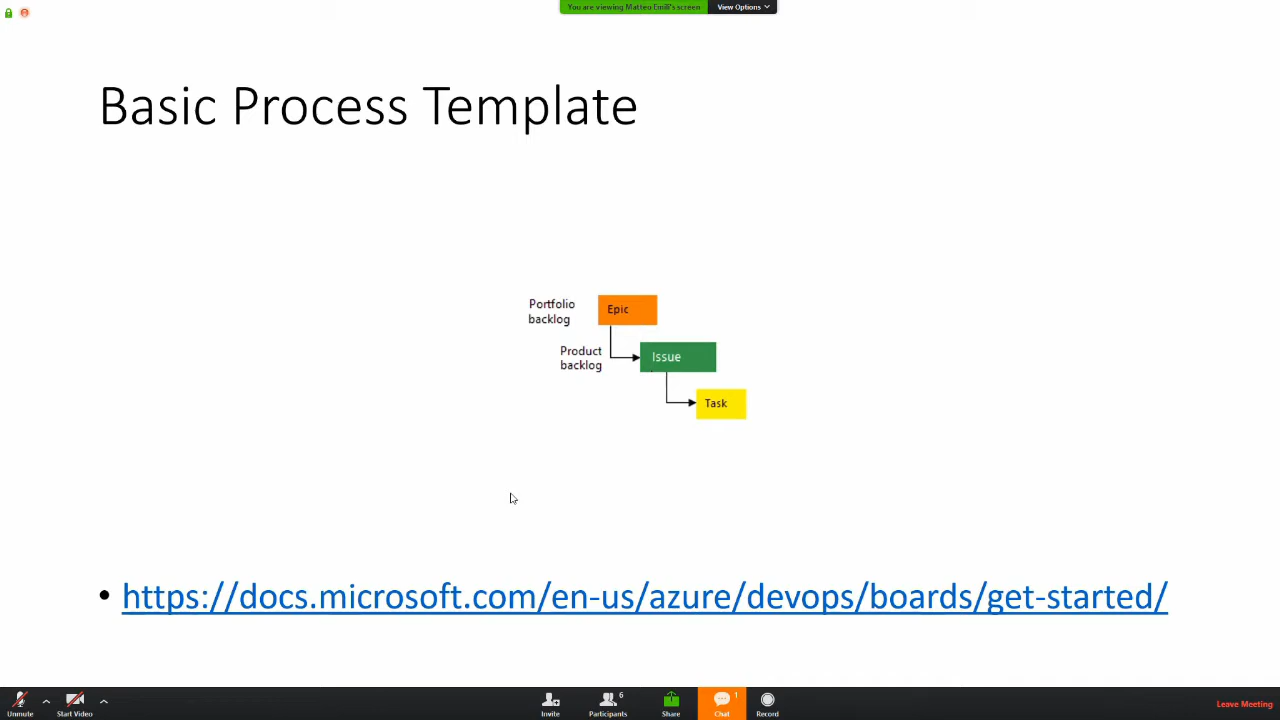 You are viewing Matteo Emili's screen
View Options
Basic Process Template
Portfolio
backlog
Epic
Product
backlog
Issue
Task
• https://docs.microsoft.com/en-us/azure/devops/boards/get-started/
Unmute
Start Video
Invite
6
Participants
Share
1
Chat
Record
Leave Meeting